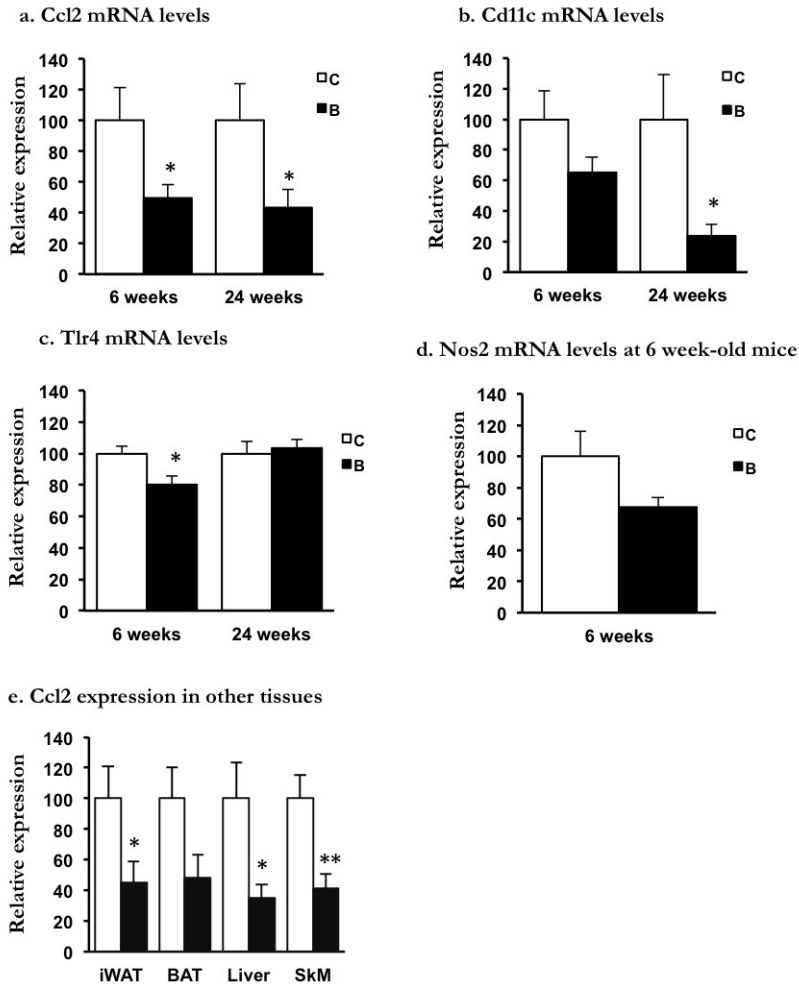 a. Ccl2 mRNA levels
Relative expression
140
120
100
80
60
40
20
0
C
B
*
*
6 weeks
24 weeks
b. Cd11c mRNA levels
Relative expression
140
120
100
80
60
40
20
0
C
B
*
6 weeks
24 weeks
c. Tlr4 mRNA levels
Relative expression
140
120
100
80
60
40
20
0
C
B
*
6 weeks
24 weeks
d. Nos2 mRNA levels at 6 week-old mice
Relative expression
140
120
100
80
60
40
20
0
C
B
6 weeks
e. Ccl2 expression in other tissues
Relative expression
140
120
100
80
60
40
20
0
*
*
**
iWAT
BAT
Liver
SkM